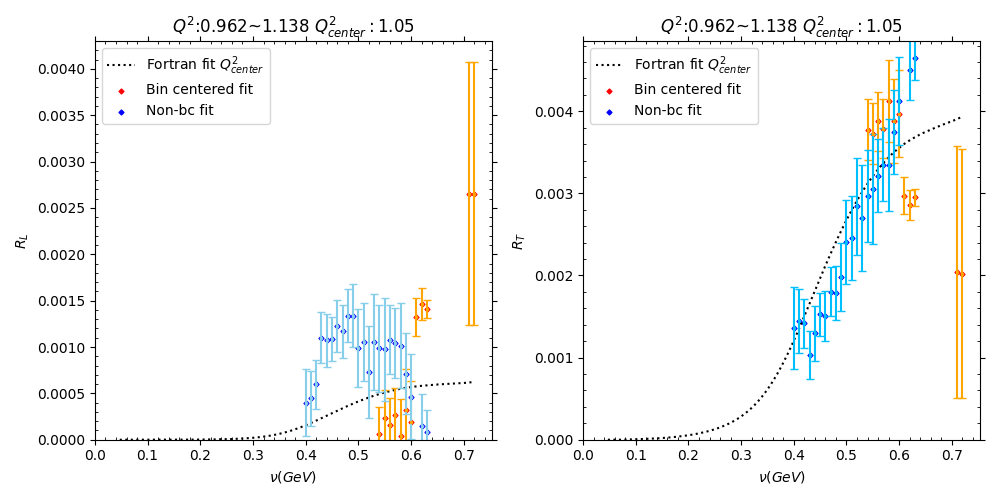 Q²:0.962~1.138 Q²center : 1.05
Fortran fit Q²center
Bin centered fit
Non-bc fit
0.0040
0.0035
0.0030
0.0025
0.0020
0.0015
0.0010
0.0005
0.0000
R_L
0.0 0.1 0.2 0.3 0.4 0.5 0.6 0.7
ν(GeV)
Q²:0.962~1.138 Q²center : 1.05
Fortran fit Q²center
Bin centered fit
Non-bc fit
0.004
0.003
0.002
0.001
0.000
R_T
0.0 0.1 0.2 0.3 0.4 0.5 0.6 0.7
ν(GeV)